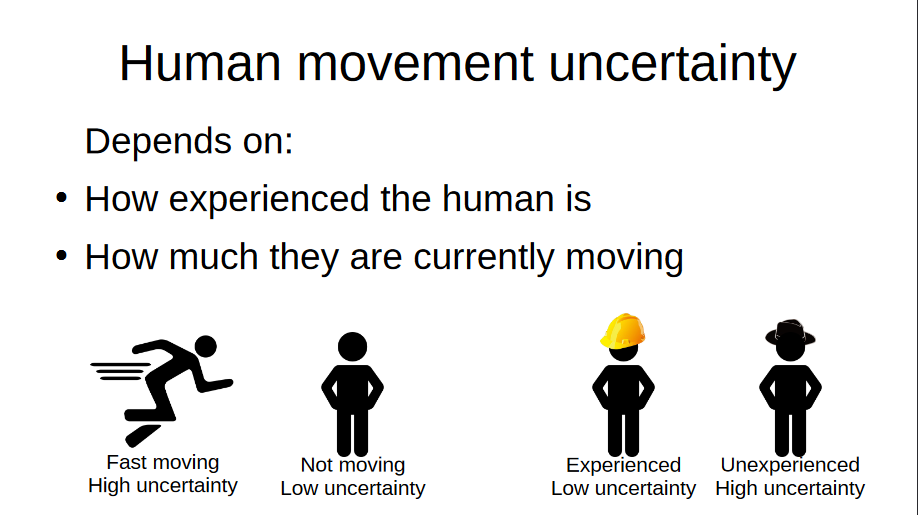 Human movement uncertainty
Depends on:
• How experienced the human is
• How much they are currently moving
Fast moving
High uncertainty
Not moving
Low uncertainty
Experienced
Low uncertainty
Unexperienced
High uncertainty